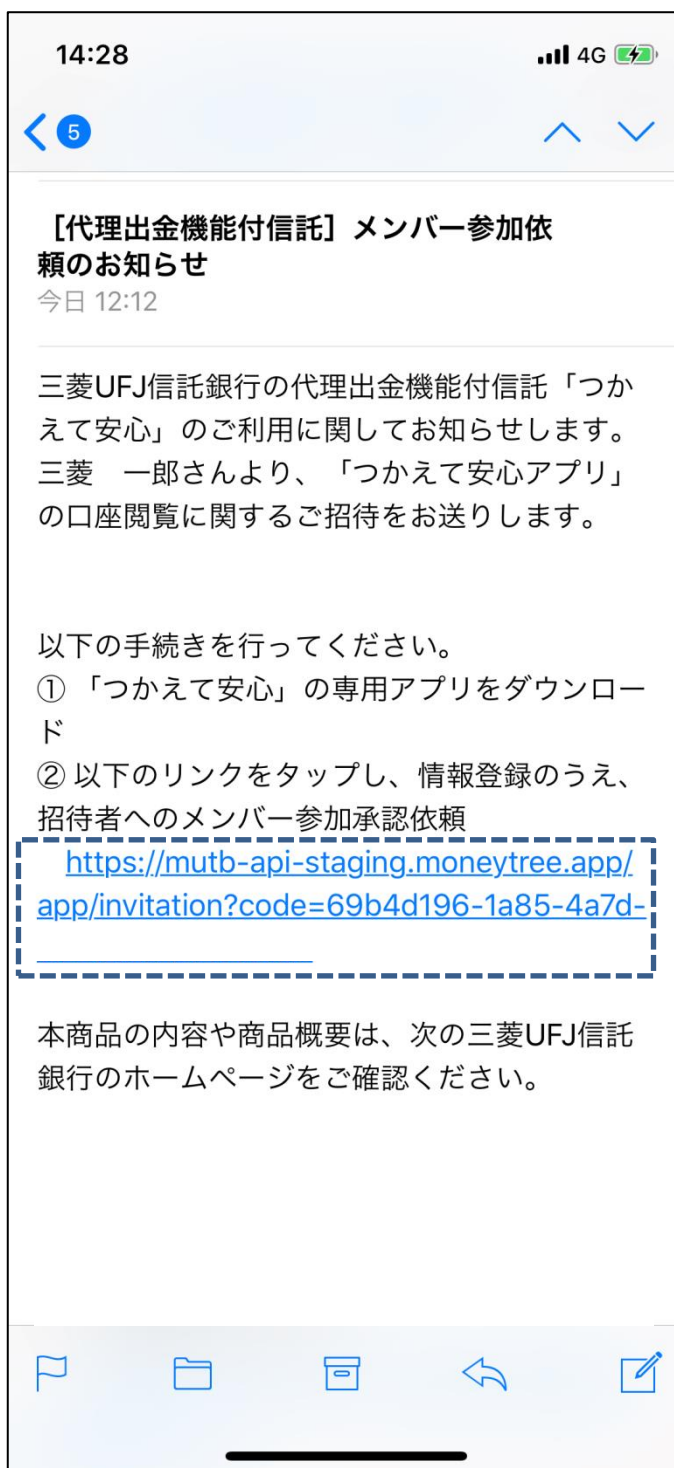 14:28
4G
5
［代理出金機能付信託］メンバー参加依
頼のお知らせ
今日 12:12
三菱UFJ信託銀行の代理出金機能付信託「つか
えて安心」のご利用に関してお知らせします。
三菱　一郎さんより、「つかえて安心アプリ」
の口座閲覧に関するご招待をお送りします。
以下の手続きを行ってください。
① 「つかえて安心」の専用アプリをダウンロー
ド
② 以下のリンクをタップし、情報登録のうえ、
招待者へのメンバー参加承認依頼
https://mutb-api-staging.moneytree.app/
app/invitation?code=69b4d196-1a85-4a7d-
本商品の内容や商品概要は、次の三菱UFJ信託
銀行のホームページをご確認ください。